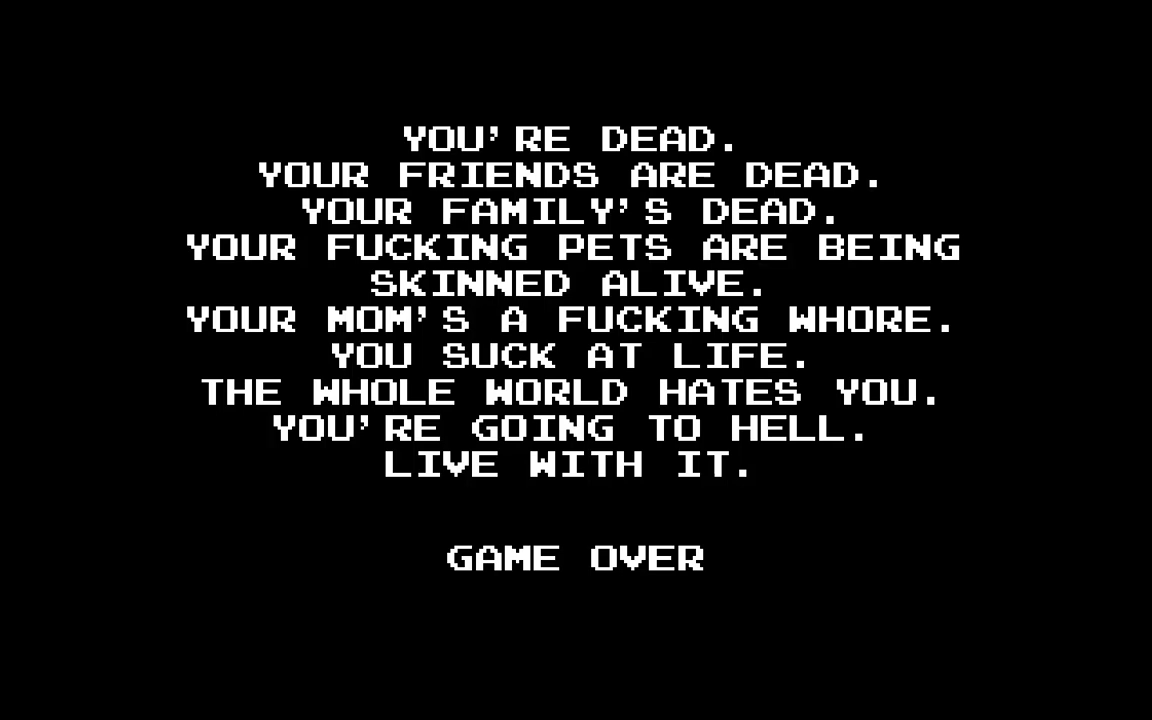 YOU'RE DEAD.
YOUR FRIENDS ARE DEAD.
YOUR FAMILY'S DEAD.
YOUR FUCKING PETS ARE BEING
SKINNED ALIVE.
YOUR MOM'S A FUCKING WHORE.
YOU SUCK AT LIFE.
THE WHOLE WORLD HATES YOU.
YOU'RE GOING TO HELL.
LIVE WITH IT.
GAME OVER